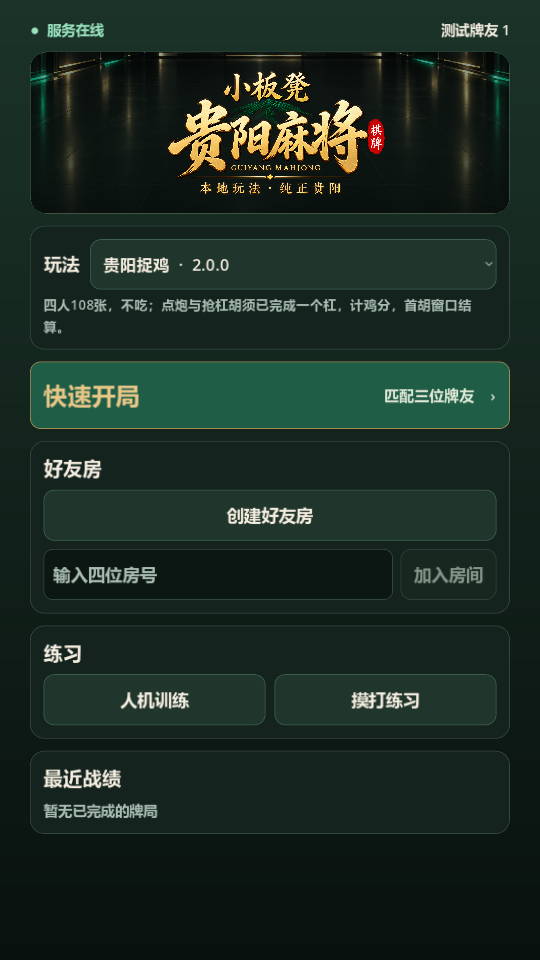 服务在线
测试牌友 1
小板凳
贵阳麻将
棋牌
GUIYANG MAHJONG
本地玩法·纯正贵阳
玩法
贵阳捉鸡 · 2.0.0
四人108张，不吃；点炮与抢杠胡须已完成一个杠，计鸡分，首胡窗口结
算。
快速开局
匹配三位牌友 ›
好友房
创建好友房
输入四位房号
加入房间
练习
人机训练
摸打练习
最近战绩
暂无已完成的牌局